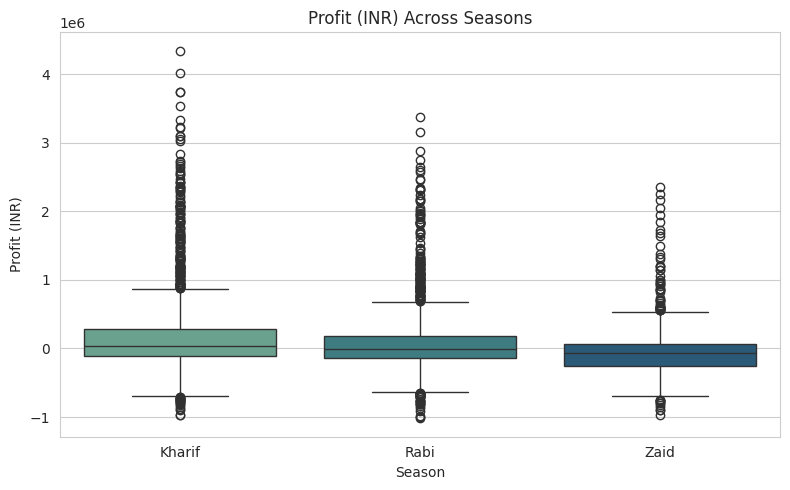 Profit (INR) Across Seasons
1e6
4
3
2
1
0
−1
Profit (INR)
Kharif Rabi Zaid
Season